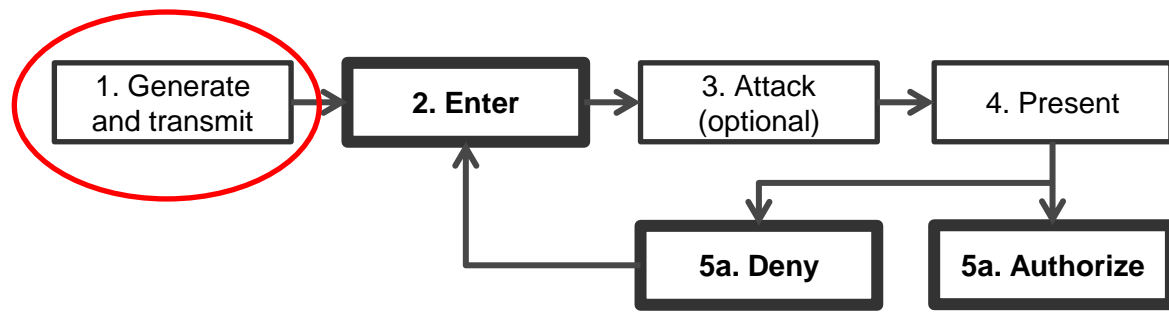 1. Generate
and transmit
2. Enter
3. Attack
(optional)
4. Present
5a. Deny
5a. Authorize